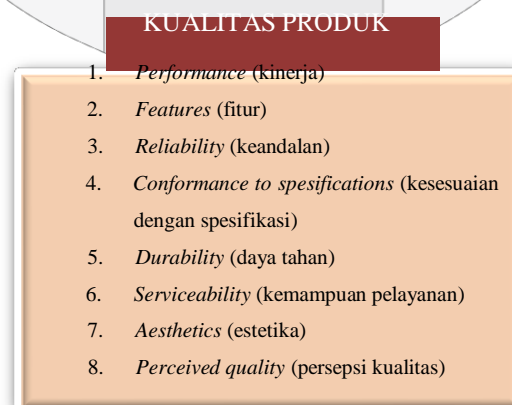 KUALITAS PRODUK
1. Performance (kinerja)
2. Features (fitur)
3. Reliability (keandalan)
4. Conformance to spesifications (kesesuaian
dengan spesifikasi)
5. Durability (daya tahan)
6. Serviceability (kemampuan pelayanan)
7. Aesthetics (estetika)
8. Perceived quality (persepsi kualitas)